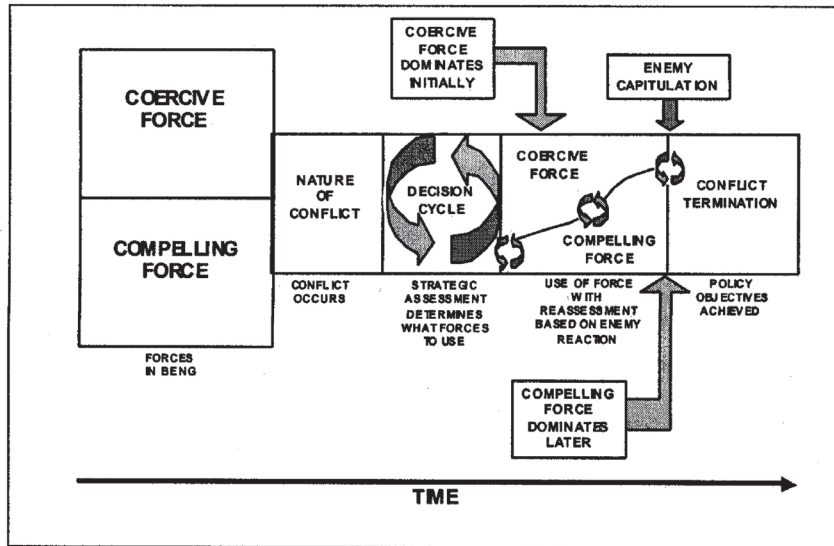 COERCIVE
FORCE
DOMINATES
INITIALLY
ENEMY
CAPITULATION
COERCIVE
FORCE
COMPELLING
FORCE
FORCES
IN BENG
NATURE
OF
CONFLICT
CONFLICT
OCCURS
DECISION
CYCLE
STRATEGIC
ASSESSMENT
DETERMINES
WHAT FORCES
TO USE
COERCIVE
FORCE
COMPELLING
FORCE
USE OF FORCE
WITH
REASSESSMENT
BASED ON ENEMY
REACTION
CONFLICT
TERMINATION
POLICY
OBJECTIVES
ACHIEVED
COMPELLING
FORCE
DOMINATES
LATER
TIME